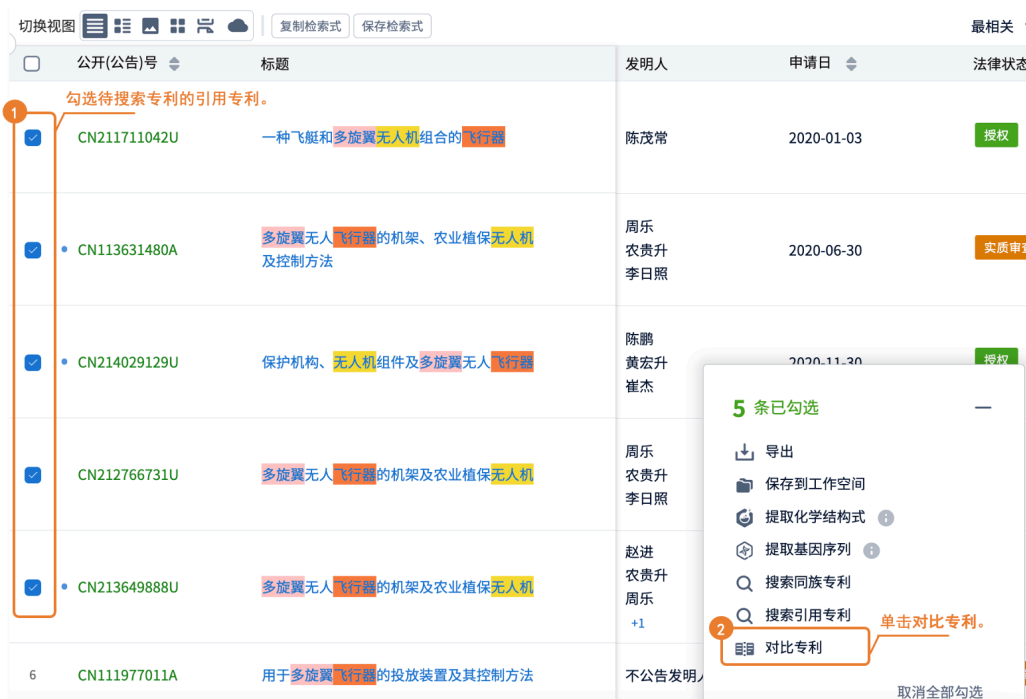 切换视图 复制检索式 保存检索式 最相关
公开(公告)号 标题 发明人 申请日 法律状态
1 勾选待搜索专利的引用专利。
CN211711042U 一种飞艇和多旋翼无人机组合的飞行器 陈茂常 2020-01-03 授权
CN113631480A 多旋翼无人飞行器的机架、农业植保无人机
及控制方法
周乐
农贵升
李日照
2020-06-30 实质审查
CN214029129U 保护机构、无人机组件及多旋翼无人飞行器
陈鹏
黄宏升
崔杰
2020-11-30 授权
CN212766731U 多旋翼无人飞行器的机架及农业植保无人机
周乐
农贵升
李日照
CN213649888U 多旋翼无人飞行器的机架及农业植保无人机
赵进
农贵升
周乐
+1
6 CN111977011A 用于多旋翼飞行器的投放装置及其控制方法 不公告发明人
5 条已勾选
导出
保存到工作空间
提取化学结构式
提取基因序列
搜索同族专利
搜索引用专利
2 对比专利
单击对比专利。
取消全部勾选